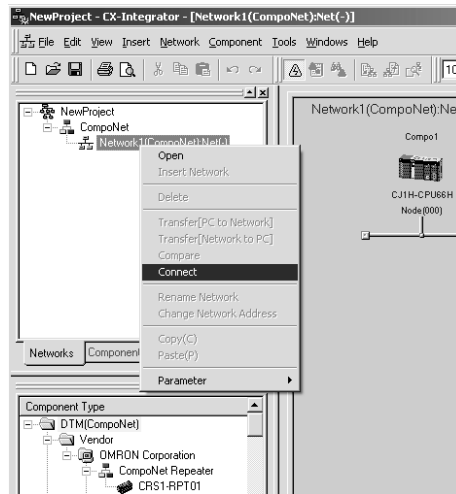 NewProject - CX-Integrator - [Network1(CompoNet):Net(-)]
File Edit View Insert Network Component Tools Windows Help
10
NewProject
CompoNet
Network1(CompoNet):Net(-)
Open
Insert Network
Delete
Transfer[PC to Network]
Transfer[Network to PC]
Compare
Connect
Rename Network
Change Network Address
Copy(C)
Paste(P)
Parameter
Networks
Component
Network1(CompoNet):Ne
Compo1
CJ1H-CPU66H
Node(000)
Component Type
DTM(CompoNet)
Vendor
OMRON Corporation
CompoNet Repeater
CRS1-RPT01